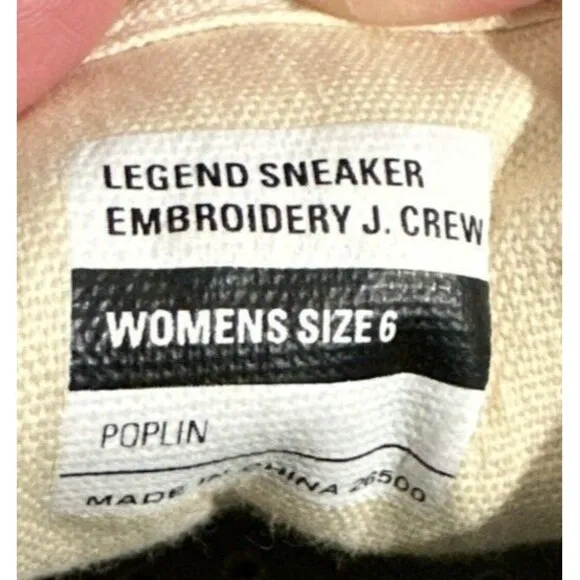 LEGEND SNEAKER
EMBROIDERY J. CREW
WOMENS SIZE 6
POPLIN
MADE IN CHINA 26500